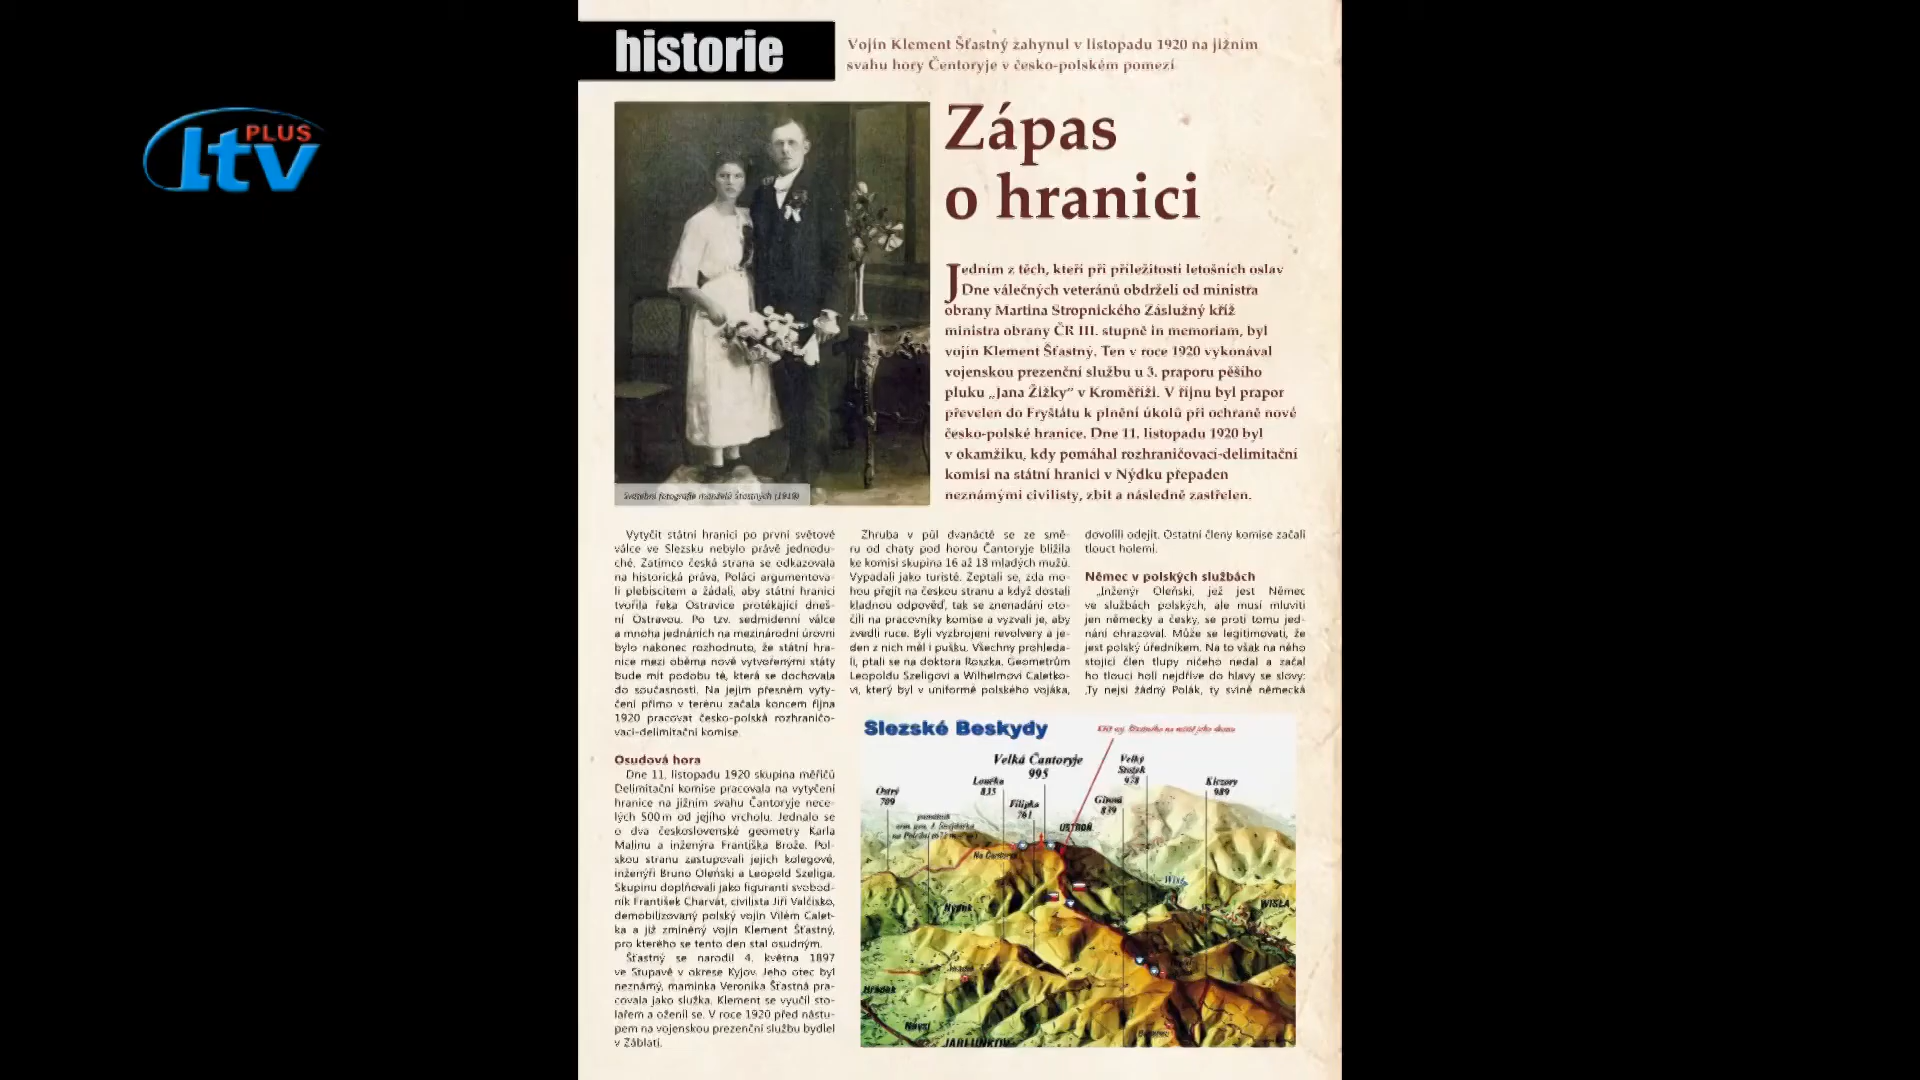 PLUS
ltv
historie
Vojín Klement Šťastný zahynul v listopadu 1920 na jižním
svahu hory Čentoryje v česko-polském pomezí
Zápas
o hranici
Jedním z těch, kteří při příležitosti letošních oslav
Dne válečných veteránů obdrželi od ministra
obrany Martina Stropnického Záslužný kříž
ministra obrany ČR III. stupně in memoriam, byl
vojín Klement Šťastný. Ten v roce 1920 vykonával
vojenskou prezenční službu u 3. praporu pěšího
pluku „Jana Žižky“ v Kroměříži. V říjnu byl prapor
převelen do Fryštátu k plnění úkolů při ochraně nové
česko-polské hranice. Dne 11. listopadu 1920 byl
v okamžiku, kdy pomáhal rozhraničovací-delimitační
komisi na státní hranici v Nýdku přepaden
neznámými civilisty, zbit a následně zastřelen.
Svatební fotografie manželů Šťastných (1919)
Vytyčit státní hranici po první světové
válce ve Slezsku nebylo právě jednodu-
ché. Zatímco česká strana se odkazovala
na historická práva, Poláci argumentova-
li plebiscitem a žádali, aby státní hranici
tvořila řeka Ostravice protékající dneš-
ní Ostravou. Po tzv. sedmidenní válce
a mnoha jednáních na mezinárodní úrovni
bylo nakonec rozhodnuto, že státní hra-
nice mezi oběma nově vytvořenými státy
bude mít podobu té, která se dochovala
do současnosti. Na jejím přesném vyty-
čení přímo v terénu začala koncem října
1920 pracovat česko-polská rozhraničo-
vací-delimitační komise.
Osudová hora
Dne 11. listopadu 1920 skupina měřičů
Delimitační komise pracovala na vytyčení
hranice na jižním svahu Čantoryje nece-
lých 500 m od jejího vrcholu. Jednalo se
o dva československé geometry Karla
Malinu a inženýra Františka Brože. Pol-
skou stranu zastupovali jejich kolegové,
inženýři Bruno Oleński a Leopold Szeliga.
Skupinu doplňovali jako figuranti svobod-
ník František Charvát, civilista Jiří Valčisko,
demobilizovaný polský vojín Vilém Calet-
ka a již zmíněný vojín Klement Šťastný,
pro kterého se tento den stal osudným.
Šťastný se narodil 4. května 1897
ve Stupavě v okrese Kyjov. Jeho otec byl
neznámý, maminka Veronika Šťastná pra-
covala jako služka. Klement se vyučil sto-
lařem a oženil se. V roce 1920 před nástu-
pem na vojenskou prezenční službu bydlel
v Záblatí.
Zhruba v půl dvanácté se ze smě-
ru od chaty pod horou Čantoryje blížila
ke komisi skupina 16 až 18 mladých mužů.
Vypadali jako turisté. Zeptali se, zda mo-
hou přejít na českou stranu a když dostali
kladnou odpověď, tak se znenadání oto-
čili na pracovníky komise a vyzvali je, aby
zvedli ruce. Byli vyzbrojeni revolvery a je-
den z nich měl i pušku. Všechny prohleda-
li, ptali se na doktora Roszka. Geometrům
Leopoldu Szeligovi a Wilhelmovi Caletko-
vi, který byl v uniformě polského vojáka,
dovolili odejít. Ostatní členy komise začali
tlouct holemi.
Němec v polských službách
„Inženýr Oleński, jež jest Němec
ve službách polských, ale musí mluviti
jen německy a česky, se proti tomu jed-
nání ohrazoval. Může se legitimovati, že
jest polský úředníkem. Na to však na něho
stojící člen tlupy ničeho nedal a začal
ho tlouci holí nejdříve do hlavy se slovy:
‚Ty nejsi žádný Polák, ty svině německá
Slezské Beskydy
Velká Čantoryje
995
Velký
Stožek
978
Loučka
835
Kiczory
989
Ostrý
709
Filipka
761
Gírová
839
USTROŇ
Nýdek
WISŁA
Hrádek
Návsí
JABLUNKOV